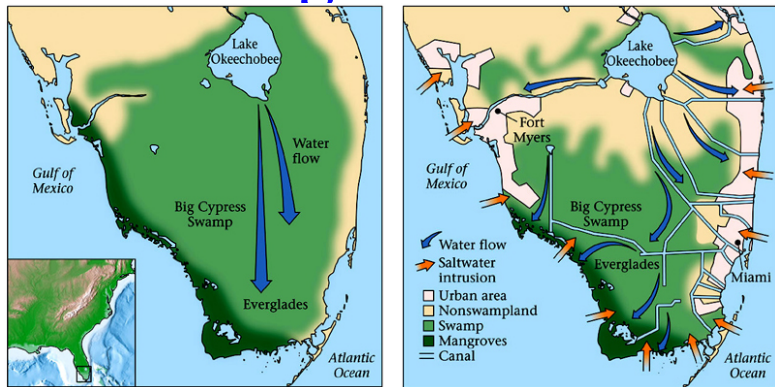 Lake
Okeechobee
Water
flow
Gulf of
Mexico
Big Cypress
Swamp
Everglades
Atlantic
Ocean
Lake
Okeechobee
Fort
Myers
Gulf of
Mexico
Big Cypress
Swamp
Everglades
Miami
Water flow
Saltwater
intrusion
Urban area
Nonswampland
Swamp
Mangroves
Canal
Atlantic
Ocean